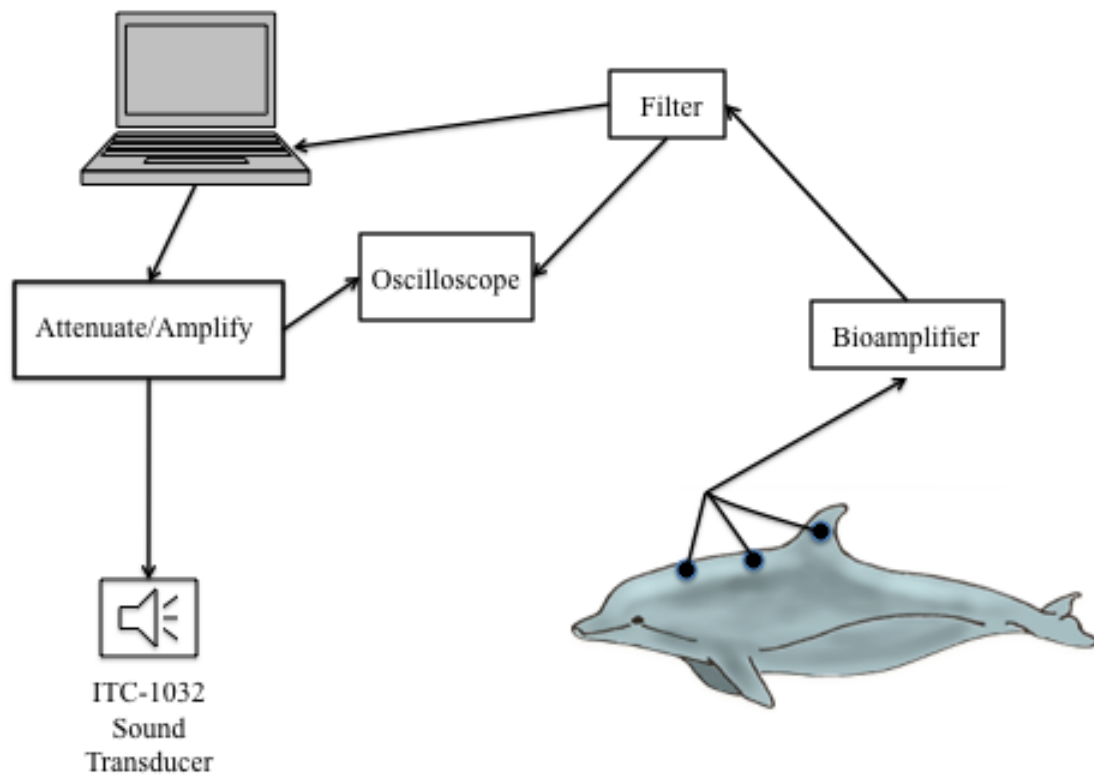 Filter
Oscilloscope
Attenuate/Amplify
Bioamplifier
ITC-1032
Sound
Transducer